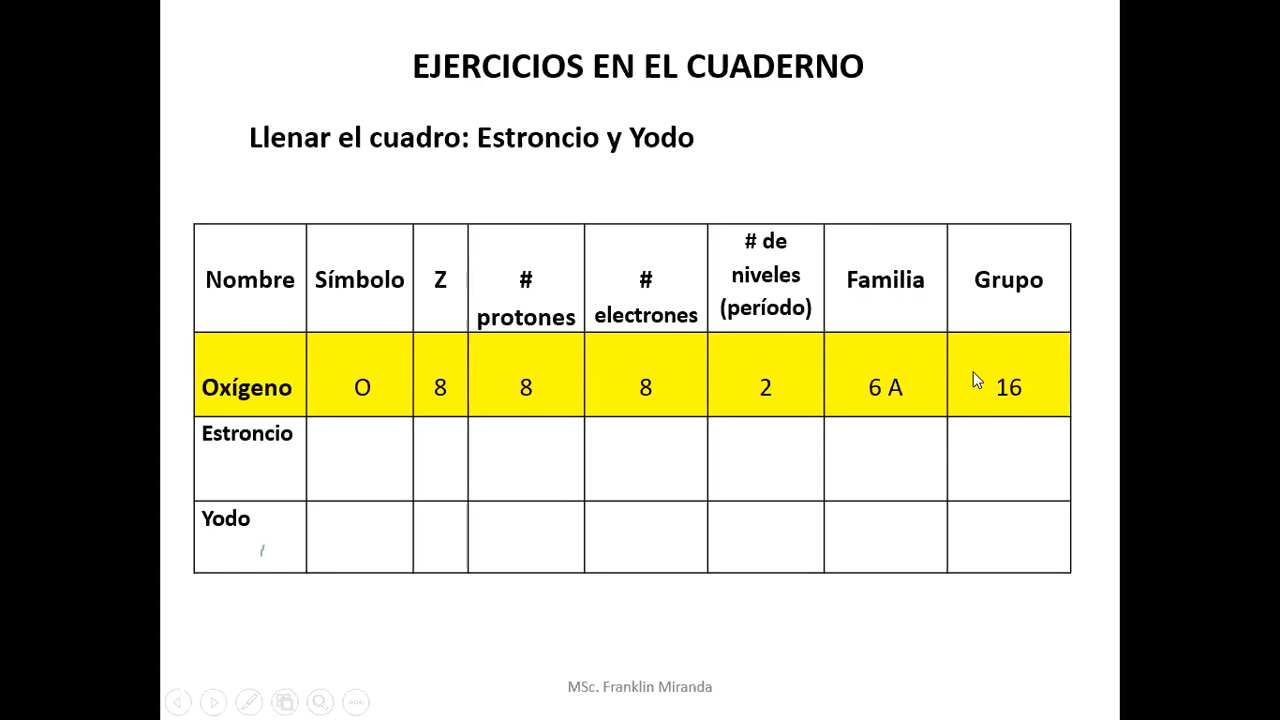 EJERCICIOS EN EL CUADERNO
Llenar el cuadro: Estroncio y Yodo
Nombre Símbolo Z # protones # electrones # de niveles (período) Familia Grupo
Oxígeno O 8 8 8 2 6 A 16
Estroncio
Yodo
MSc. Franklin Miranda